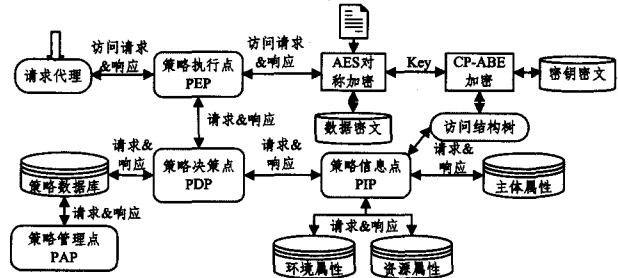 访问请求
&响应
访问请求
&响应
请求代理
策略执行点
PEP
AES对
称加密
Key
CP-ABE
加密
密钥密文
请求&响应
数据密文
访问结构树
请求&
响应
请求&
响应
请求&
响应
策略数据库
策略决策点
PDP
策略信息点
PIP
主体属性
请求&响应
请求&响应
策略管理点
PAP
环境属性
资源属性